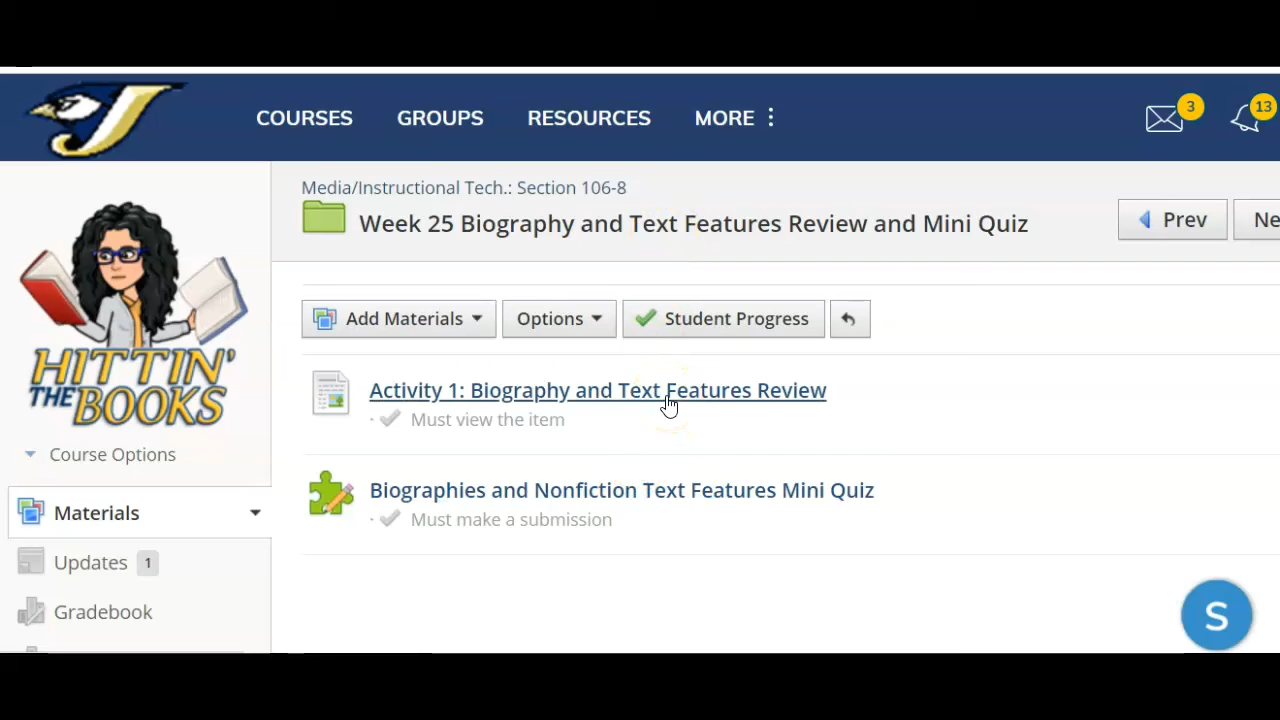 COURSES GROUPS RESOURCES MORE 3 13
HITTIN'
THE BOOKS
Media/Instructional Tech.: Section 106-8
Week 25 Biography and Text Features Review and Mini Quiz
Prev
Ne
Add Materials Options Student Progress
Activity 1: Biography and Text Features Review
Must view the item
Course Options
Biographies and Nonfiction Text Features Mini Quiz
Must make a submission
Materials
Updates 1
Gradebook
S